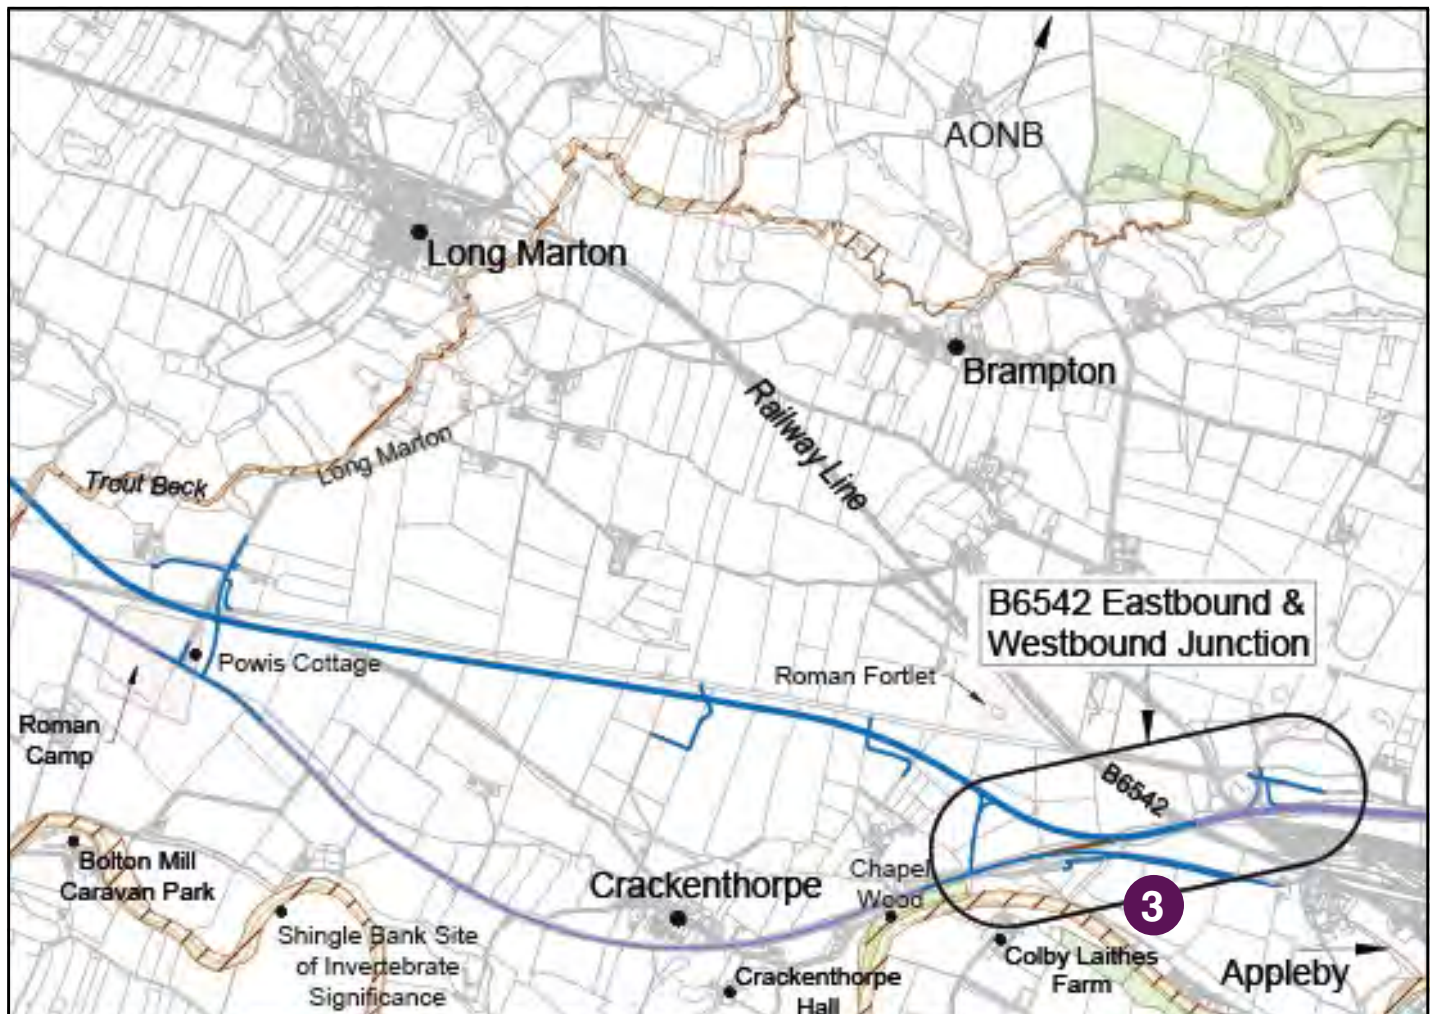 AONB
Long Marton
Brampton
Railway Line
Long Marton
Trout Beck
B6542 Eastbound &
Westbound Junction
Powis Cottage
Roman Fortlet
Roman
Camp
B6542
Bolton Mill
Caravan Park
Crackenthorpe
Chapel
Wood
3
Shingle Bank Site
of Invertebrate
Significance
Colby Laithes
Farm
Appleby
Crackenthorpe
Hall